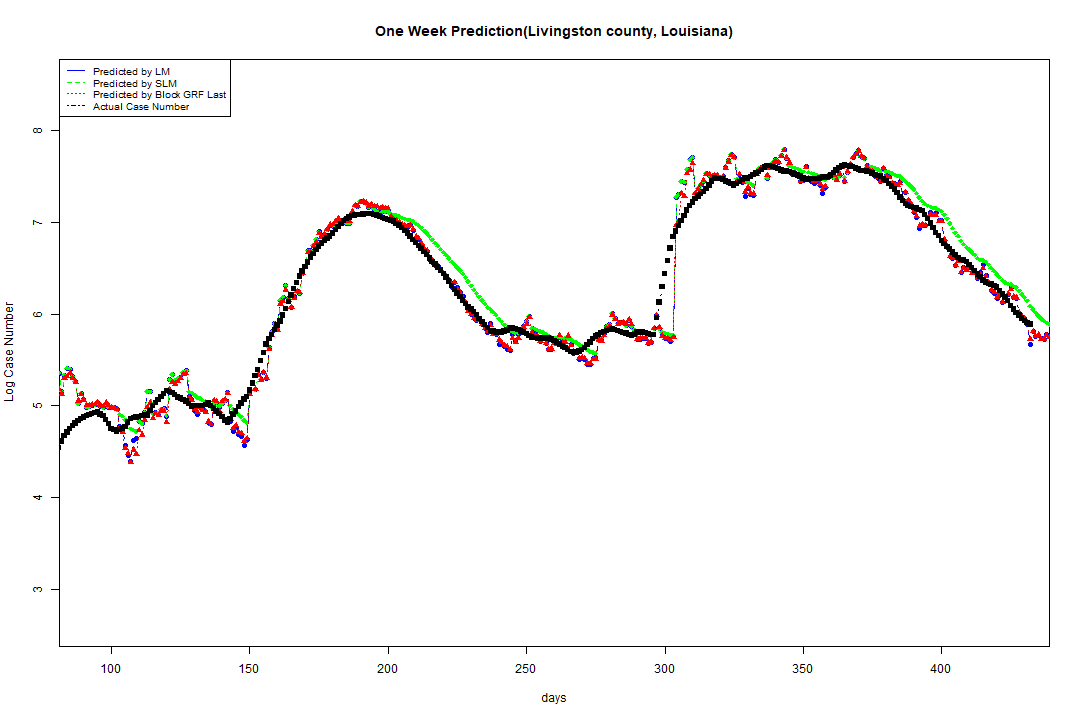 One Week Prediction(Livingston county, Louisiana)
Predicted by LM
Predicted by SLM
Predicted by Block GRF Last
Actual Case Number
8
7
6
5
4
3
Log Case Number
100 150 200 250 300 350 400
days